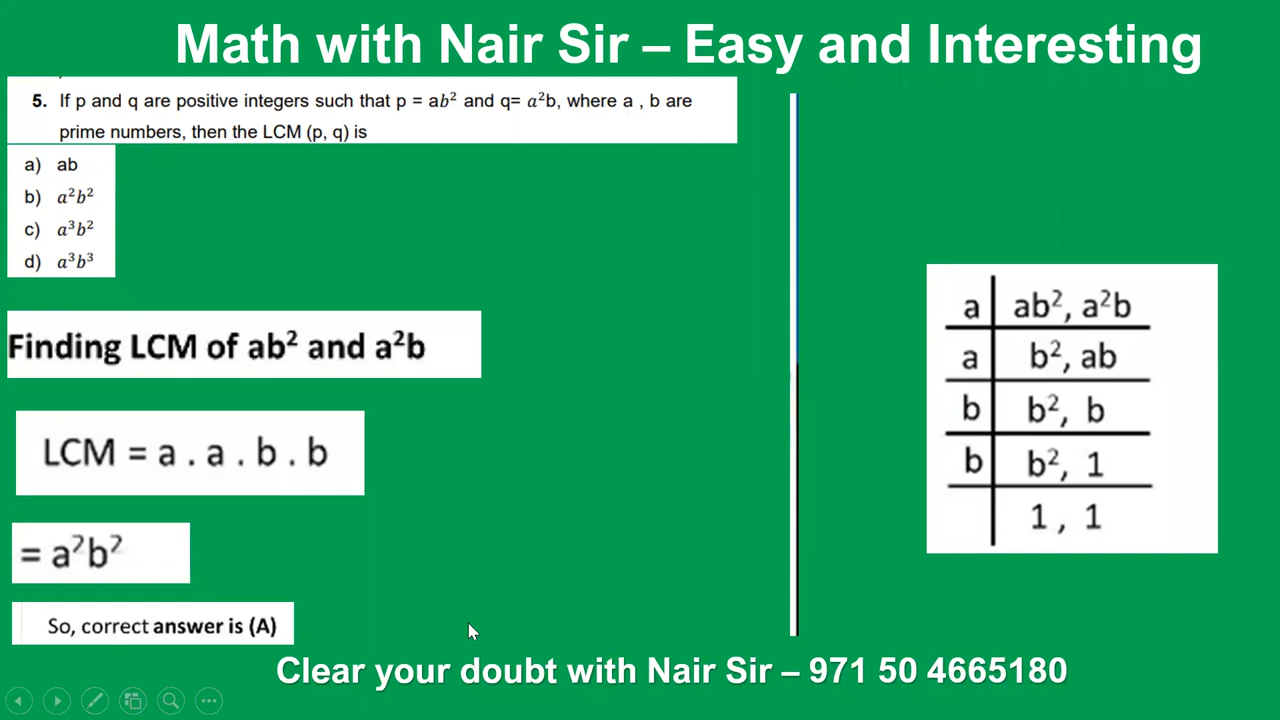 Math with Nair Sir – Easy and Interesting
5. If p and q are positive integers such that p = ab² and q= a²b, where a , b are
prime numbers, then the LCM (p, q) is
a) ab
b) a²b²
c) a³b²
d) a³b³
Finding LCM of ab² and a²b
LCM = a . a . b . b
= a²b²
So, correct answer is (A)
a ab², a²b
a b², ab
b b², b
b b², 1
1 , 1
Clear your doubt with Nair Sir – 971 50 4665180